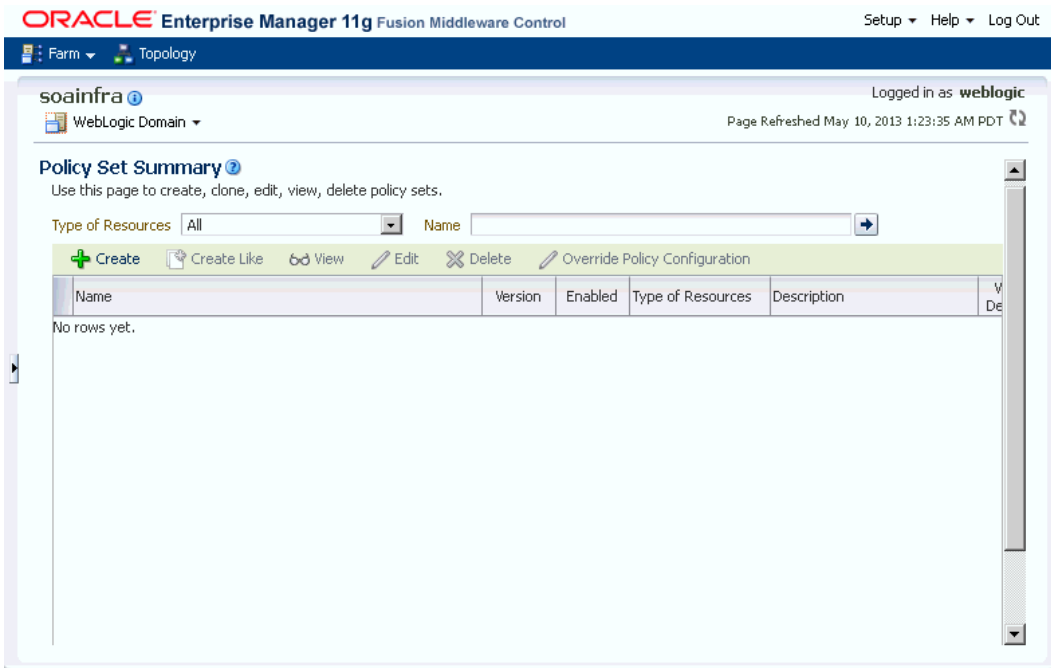 ORACLE Enterprise Manager 11g Fusion Middleware Control Setup Help Log Out
Farm Topology
soainfra Logged in as weblogic
WebLogic Domain Page Refreshed May 10, 2013 1:23:35 AM PDT
Policy Set Summary
Use this page to create, clone, edit, view, delete policy sets.
Type of Resources All Name
Create Create Like View Edit Delete Override Policy Configuration
Name Version Enabled Type of Resources Description
No rows yet.